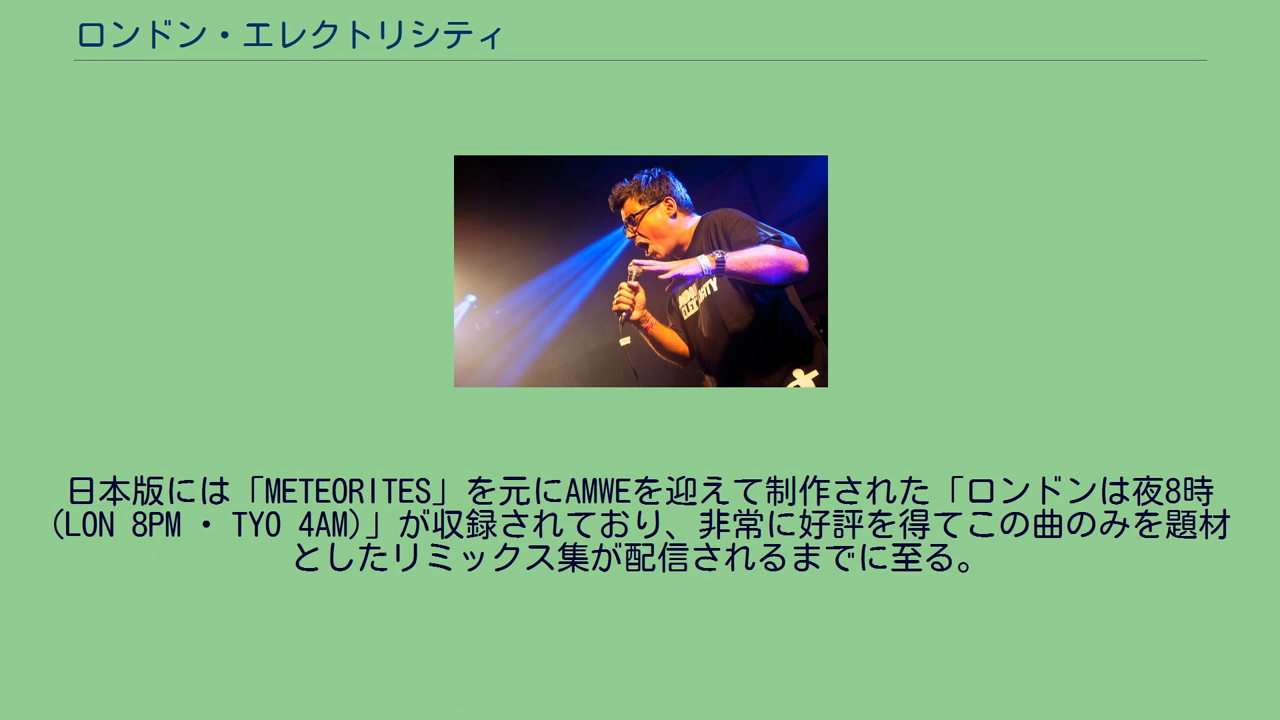 ロンドン・エレクトリシティ
日本版には「METEORITES」を元にAMWEを迎えて制作された「ロンドンは夜8時
(LON 8PM ・ TYO 4AM)」が収録されており、非常に好評を得てこの曲のみを題材
としたリミックス集が配信されるまでに至る。